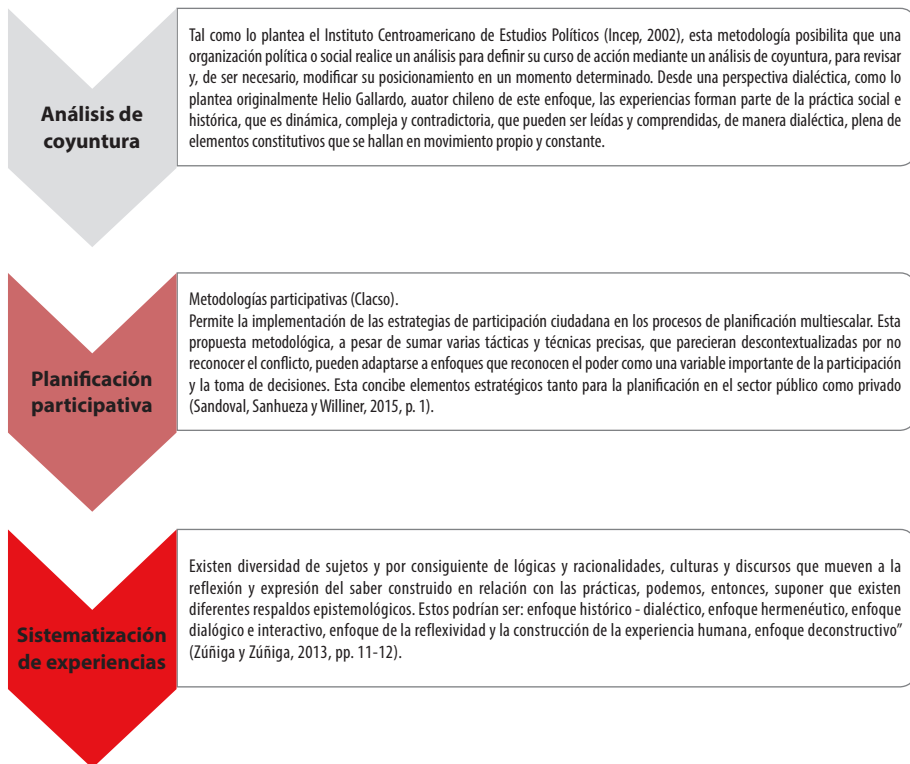 Análisis de
coyuntura
Tal como lo plantea el Instituto Centroamericano de Estudios Políticos (Incep, 2002), esta metodología posibilita que una
organización política o social realice un análisis para definir su curso de acción mediante un análisis de coyuntura, para revisar
y, de ser necesario, modificar su posicionamiento en un momento determinado. Desde una perspectiva dialéctica, como lo
plantea originalmente Helio Gallardo, auator chileno de este enfoque, las experiencias forman parte de la práctica social e
histórica, que es dinámica, compleja y contradictoria, que pueden ser leídas y comprendidas, de manera dialéctica, plena de
elementos constitutivos que se hallan en movimiento propio y constante.
Planificación
participativa
Metodologías participativas (Clacso).
Permite la implementación de las estrategias de participación ciudadana en los procesos de planificación multiescalar. Esta
propuesta metodológica, a pesar de sumar varias tácticas y técnicas precisas, que parecieran descontextualizadas por no
reconocer el conflicto, pueden adaptarse a enfoques que reconocen el poder como una variable importante de la participación
y la toma de decisiones. Esta concibe elementos estratégicos tanto para la planificación en el sector público como privado
(Sandoval, Sanhueza y Williner, 2015, p. 1).
Sistematización
de experiencias
Existen diversidad de sujetos y por consiguiente de lógicas y racionalidades, culturas y discursos que mueven a la
reflexión y expresión del saber construido en relación con las prácticas, podemos, entonces, suponer que existen
diferentes respaldos epistemológicos. Estos podrían ser: enfoque histórico - dialéctico, enfoque hermenéutico, enfoque
dialógico e interactivo, enfoque de la reflexividad y la construcción de la experiencia humana, enfoque deconstructivo”
(Zúñiga y Zúñiga, 2013, pp. 11-12).